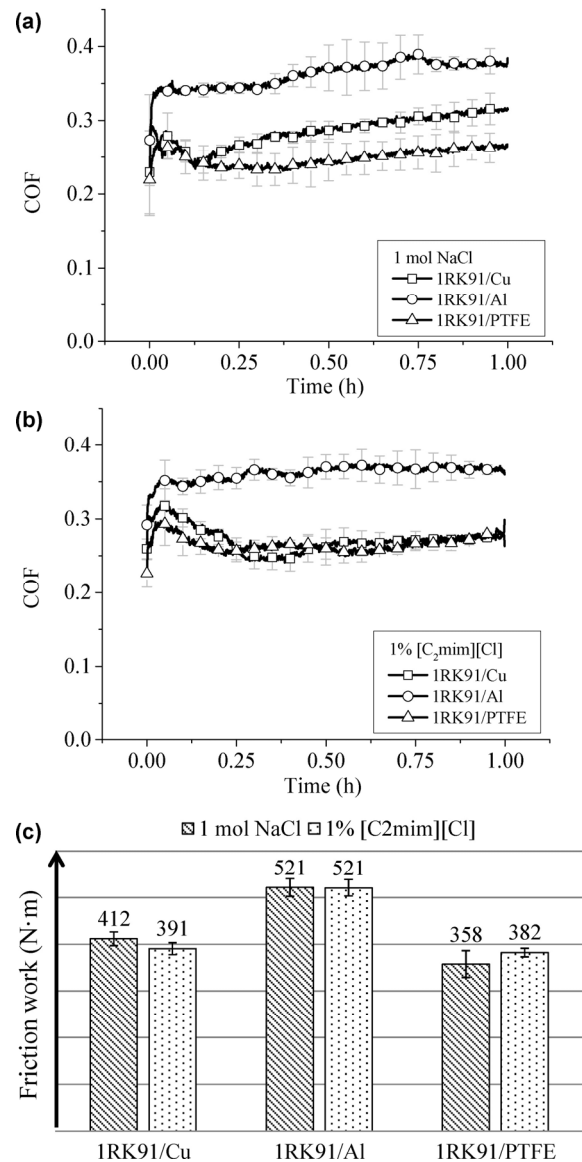 (a)
0.4
0.3
0.2
0.1
0.0
COF
1 mol NaCl
1RK91/Cu
1RK91/Al
1RK91/PTFE
0.00 0.25 0.50 0.75 1.00
Time (h)
(b)
0.4
0.3
0.2
0.1
0.0
COF
1% [C₂mim][Cl]
1RK91/Cu
1RK91/Al
1RK91/PTFE
0.00 0.25 0.50 0.75 1.00
Time (h)
(c)
1 mol NaCl 1% [C2mim][Cl]
Friction work (N·m)
412 391 521 521 358 382
1RK91/Cu 1RK91/Al 1RK91/PTFE